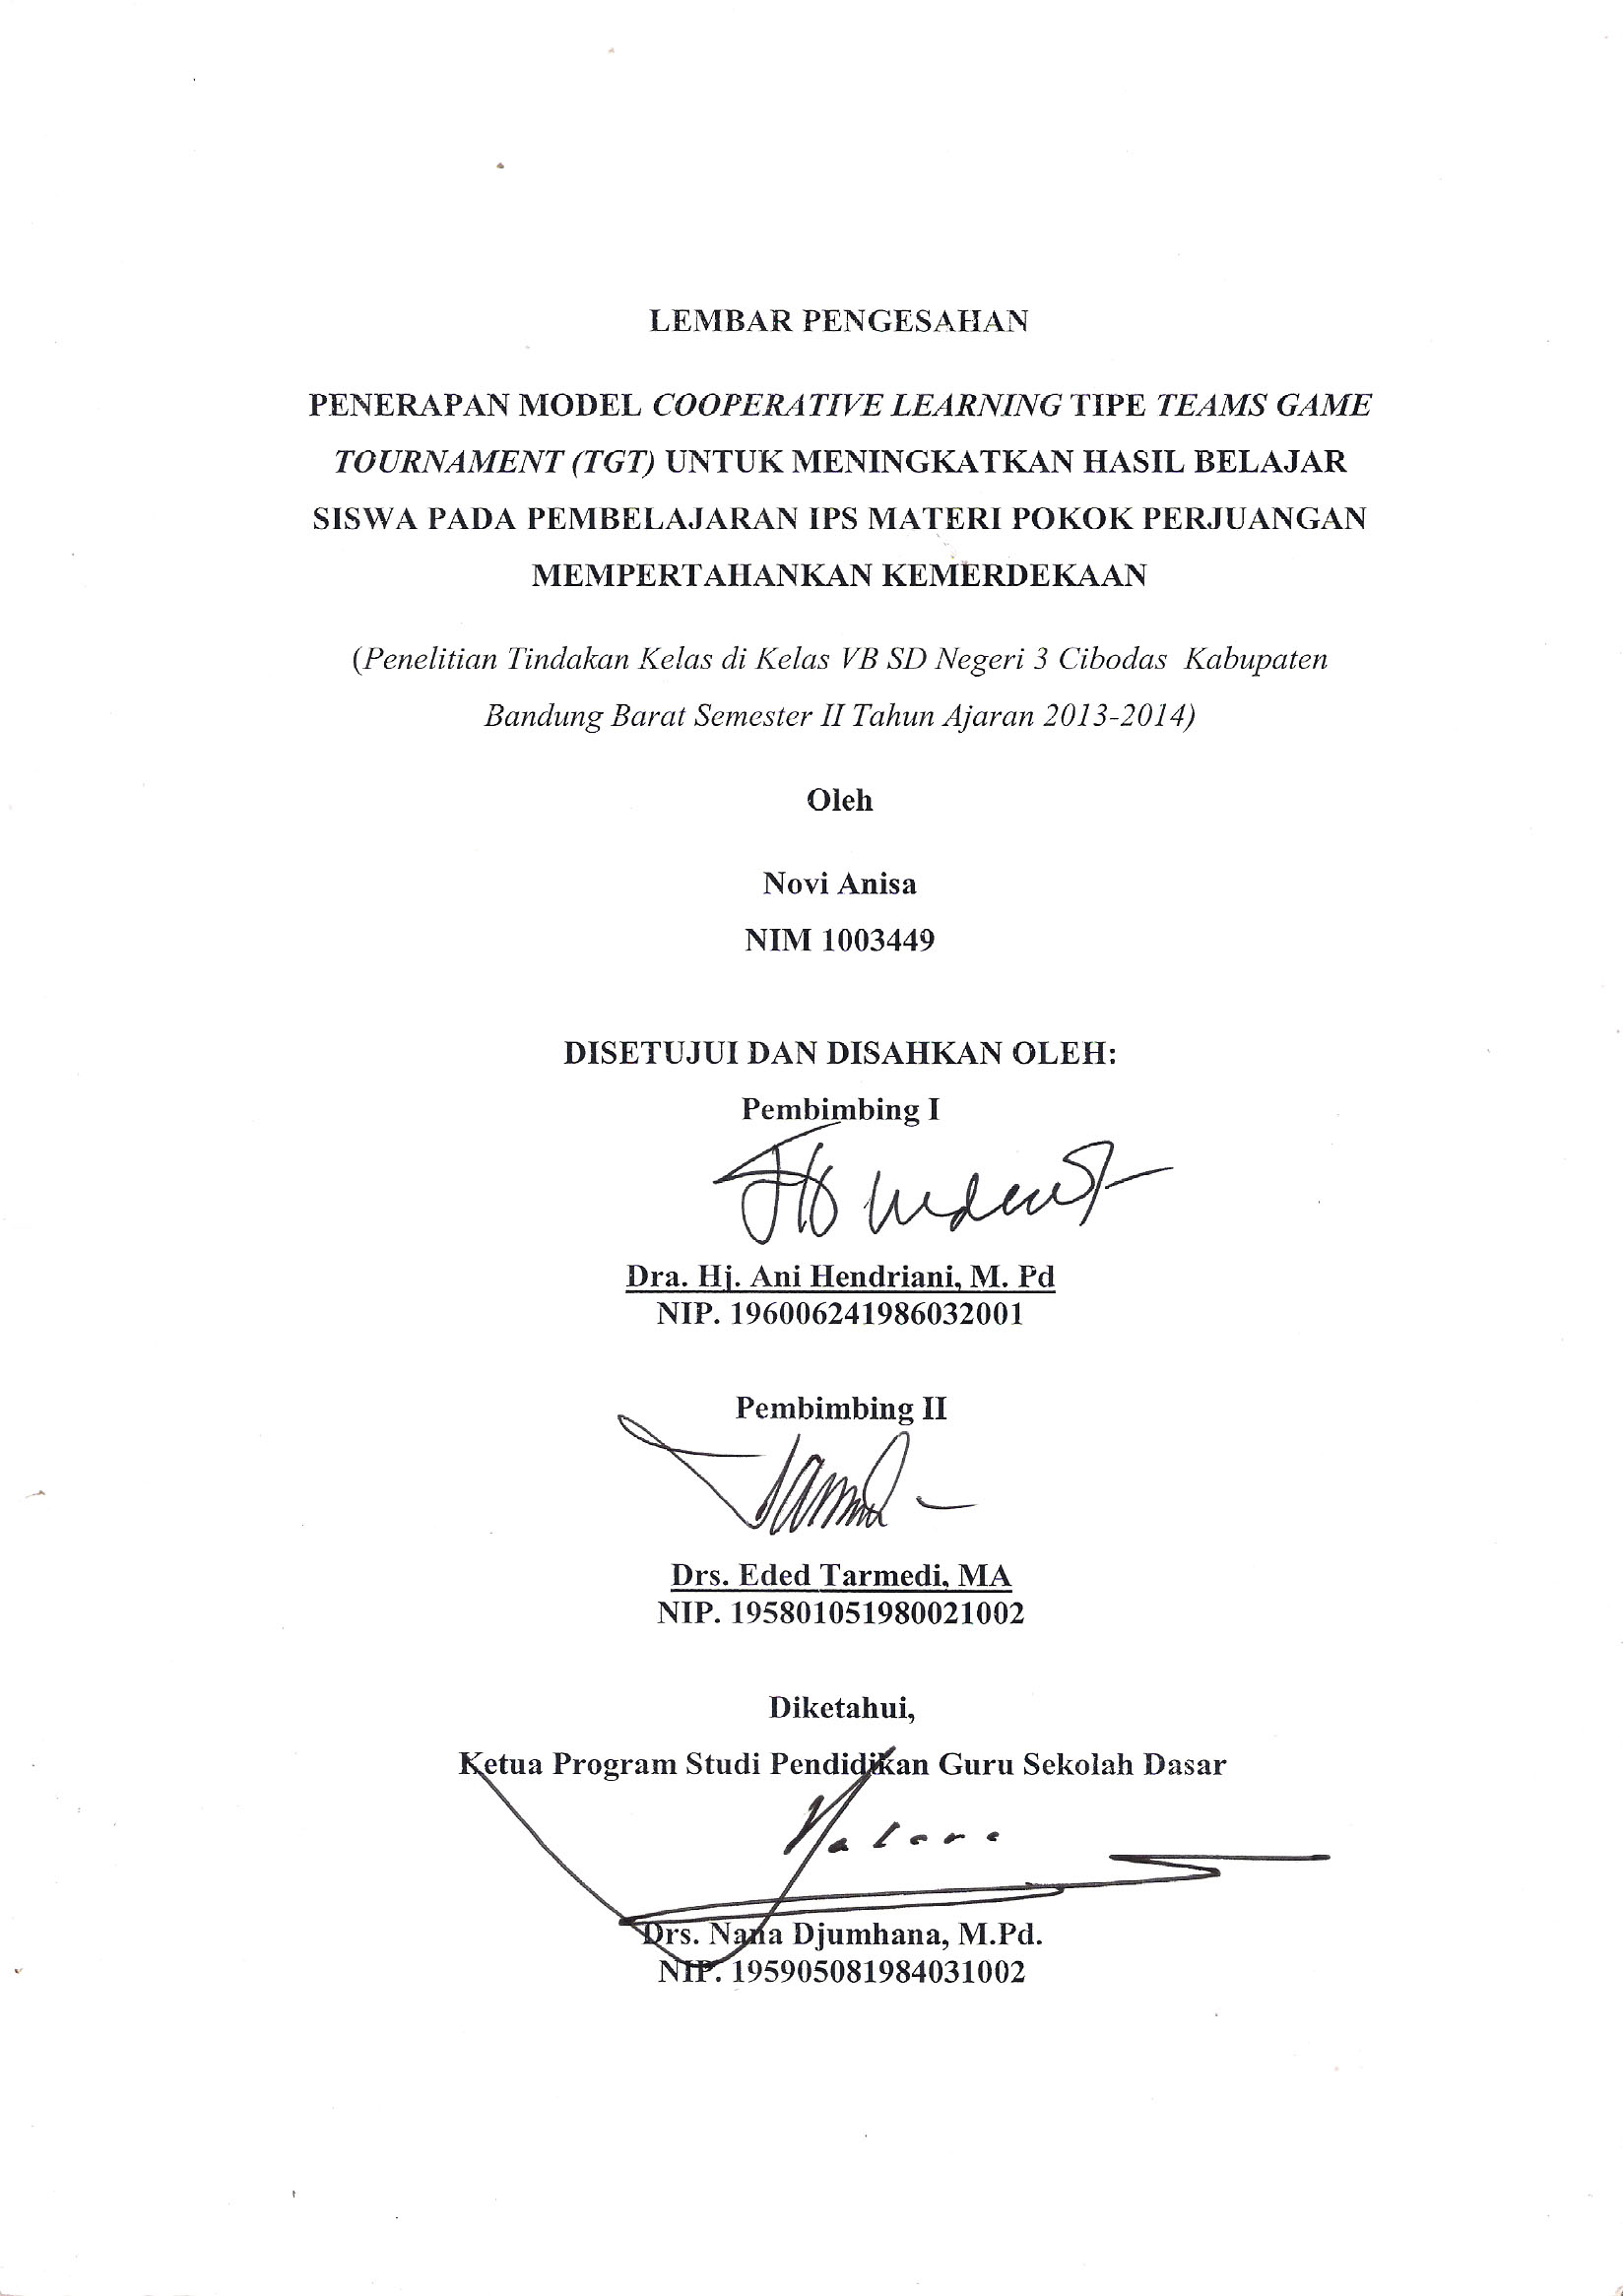 LEMBAR PENGESAHAN
PENERAPAN MODEL COOPERATIVE LEARNING TIPE TEAMS GAME
TOURNAMENT (TGT) UNTUK MENINGKATKAN HASIL BELAJAR
SISWA PADA PEMBELAJARAN IPS MATERI POKOK PERJUANGAN
MEMPERTAHANKAN KEMERDEKAAN
(Penelitian Tindakan Kelas di Kelas VB SD Negeri 3 Cibodas Kabupaten
Bandung Barat Semester II Tahun Ajaran 2013-2014)
Oleh
Novi Anisa
NIM 1003449
DISETUJUI DAN DISAHKAN OLEH:
Pembimbing I
Dra. Hj. Ani Hendriani, M. Pd
NIP. 196006241986032001
Pembimbing II
Drs. Eded Tarmedi, MA
NIP. 195801051980021002
Diketahui,
Ketua Program Studi Pendidikan Guru Sekolah Dasar
Drs. Nana Djumhana, M.Pd.
NIP. 195905081984031002